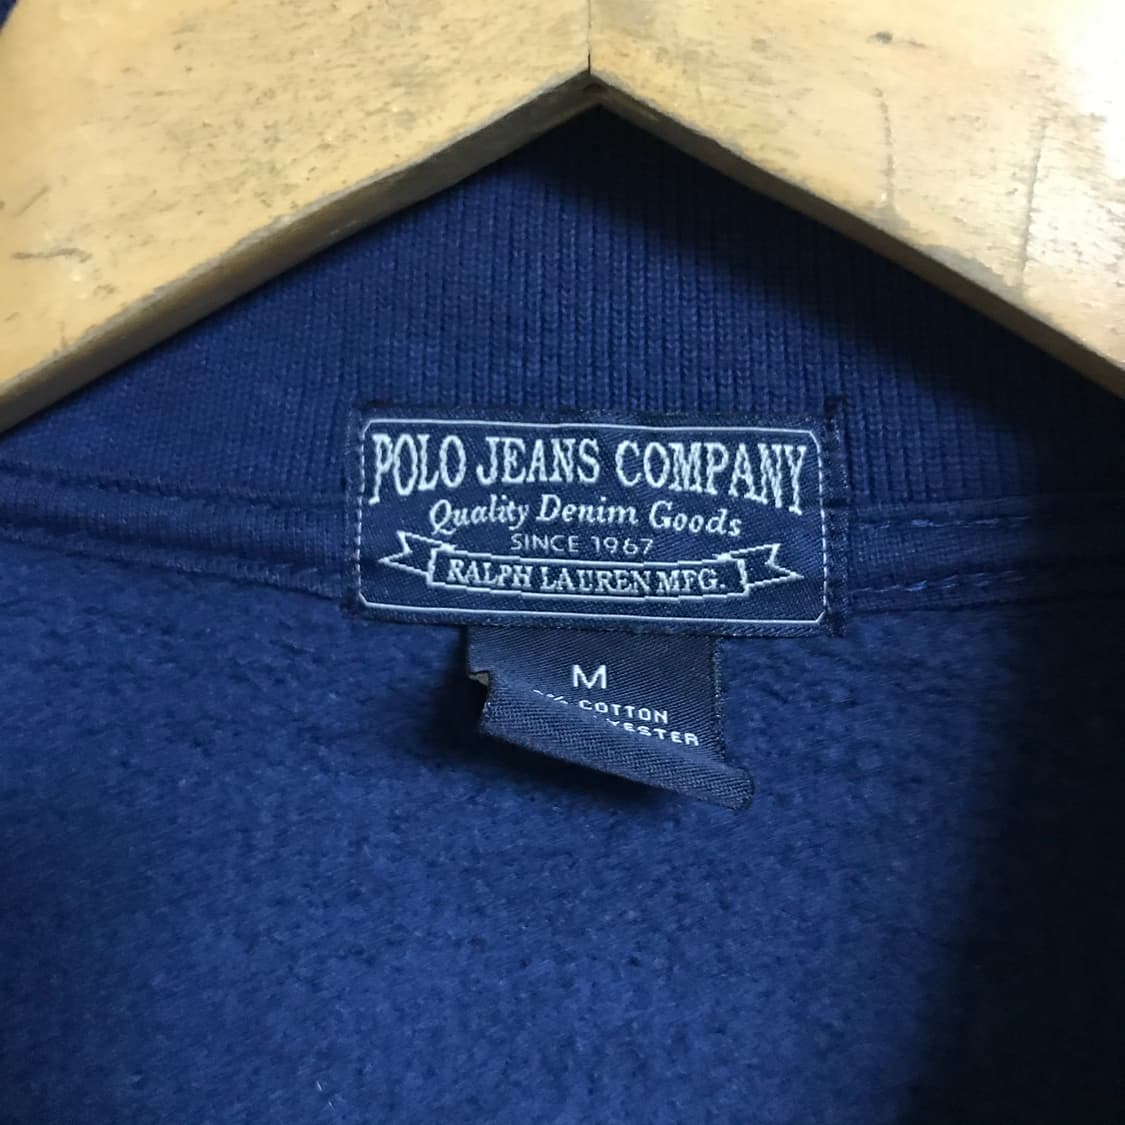 POLO JEANS COMPANY
Quality Denim Goods
SINCE 1967
RALPH LAUREN MFG.
M
COTTON